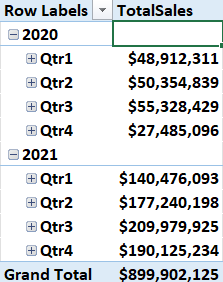 Row Labels TotalSales
2020
Qtr1 $48,912,311
Qtr2 $50,354,839
Qtr3 $55,328,429
Qtr4 $27,485,096
2021
Qtr1 $140,476,093
Qtr2 $177,240,198
Qtr3 $209,979,925
Qtr4 $190,125,234
Grand Total $899,902,125